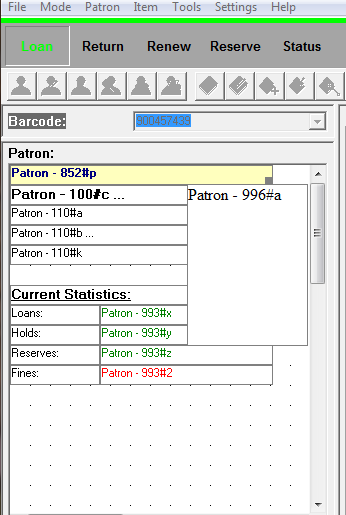 File Mode Patron Item Tools Settings Help
Loan Return Renew Reserve Status
Barcode: 900457439
Patron:
Patron - 852#p
Patron - 100#c ... Patron - 996#a
Patron - 110#a
Patron - 110#b ...
Patron - 110#k
Current Statistics:
Loans: Patron - 993#x
Holds: Patron - 993#y
Reserves: Patron - 993#z
Fines: Patron - 993#2